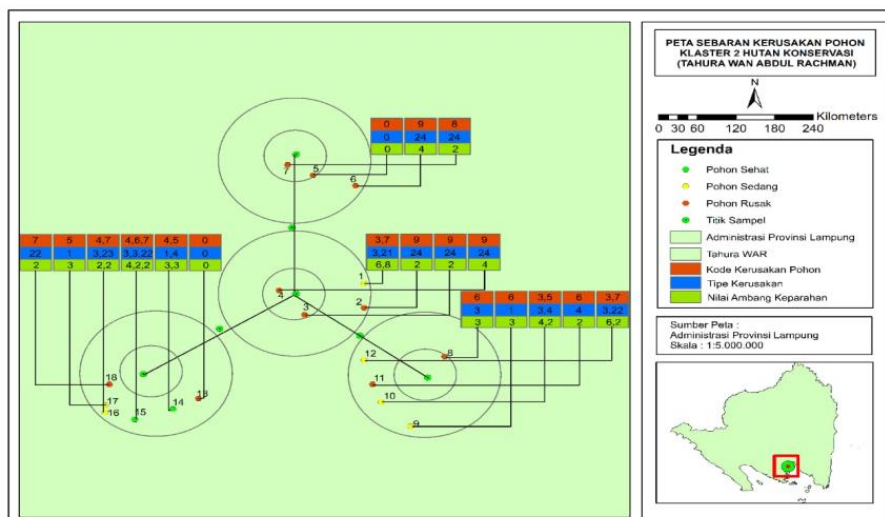 PETA SEBARAN KERUSAKAN POHON
KLASTER 2 HUTAN KONSERVASI
(TAHURA WAN ABDUL RACHMAN)
N
Kilometers
0 30 60 120 180 240
Legenda
Pohon Sehat
Pohon Sedang
Pohon Rusak
Titik Sampel
Administrasi Provinsi Lampung
Tahura WAR
Kode Kerusakan Pohon
Tipe Kerusakan
Nilai Ambang Keparahan
Sumber Peta :
Administrasi Provinsi Lampung
Skala : 1:5.000.000
0 9 8
0 24 24
0 4 2
7
5
6
7 5 4,7 4,6,7 4,5 0
22 1 3,23 3,3,22 1,4 0
2 3 2,2 4,2,2 3,3 0
3,7 9 9 9
3,21 24 24 24
6,8 2 2 4
1
4
3
2
6 6 3,5 6 3,7
3 1 3,4 4 3,22
3 3 4,2 2 6,2
12
8
11
10
9
18
17
16
15
14
13